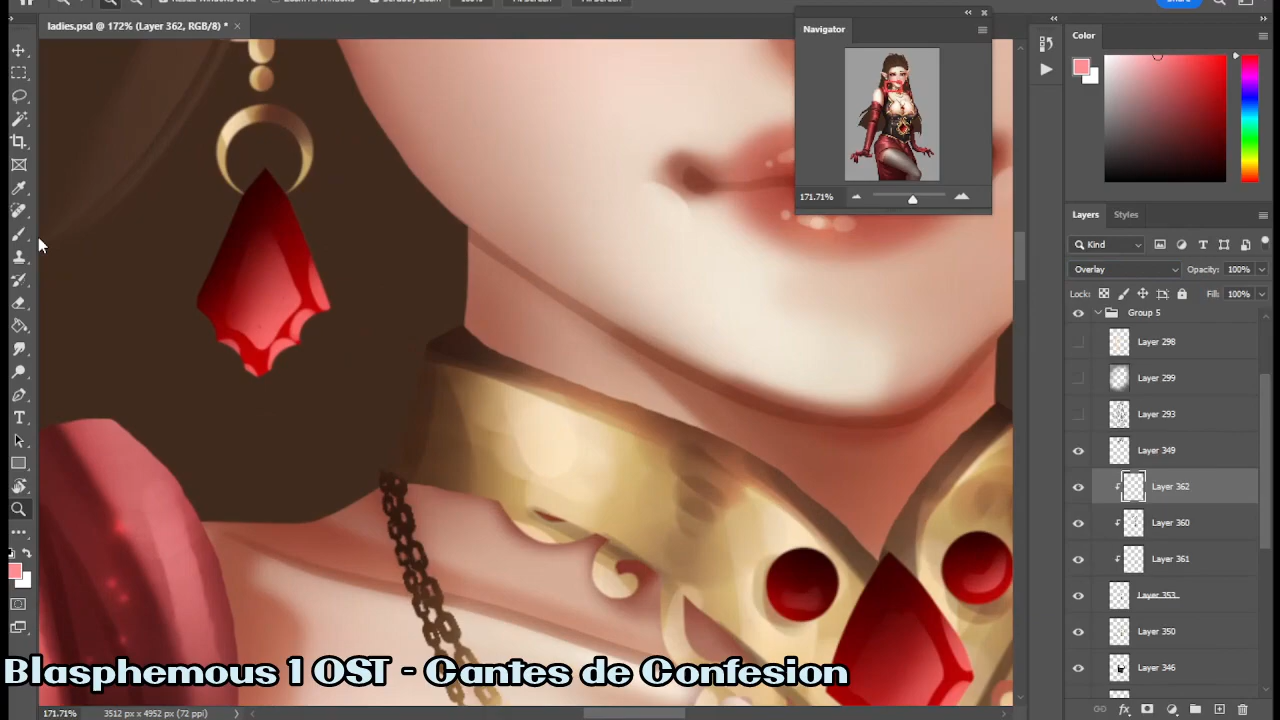 ladies.psd @ 172% (Layer 362, RGB/8) *
Navigator
171.71%
Color
Layers
Styles
Kind
Overlay
Opacity: 100%
Lock:
Fill: 100%
Group 5
Layer 298
Layer 299
Layer 293
Layer 349
Layer 362
Layer 360
Layer 361
Layer 353
Layer 350
Layer 346
Blasphemous 1 OST - Cantes de Confesion
171.71%
3512 px x 4952 px (72 ppi)